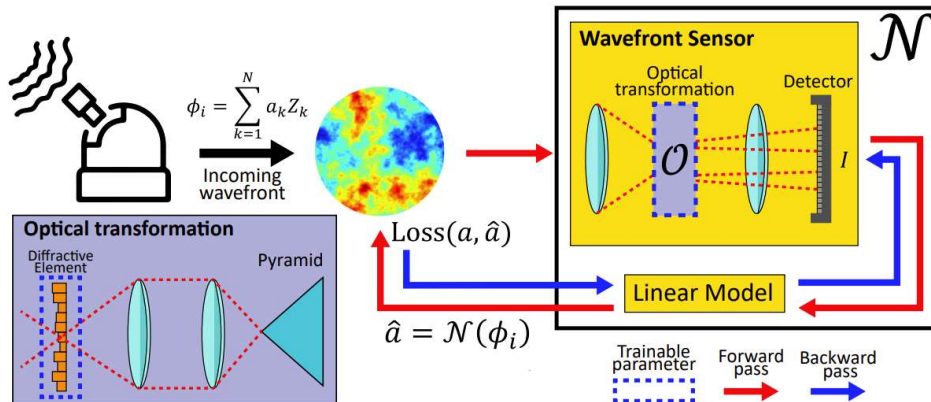 𝒩
Wavefront Sensor
Optical
transformation
Detector
𝒪
I
ϕ_i = ∑_{k=1}^{N} a_k Z_k
Incoming
wavefront
Loss(a, â)
Linear Model
â = 𝒩(ϕ_i)
Optical transformation
Diffractive
Element
Pyramid
Trainable
parameter
Forward
pass
Backward
pass